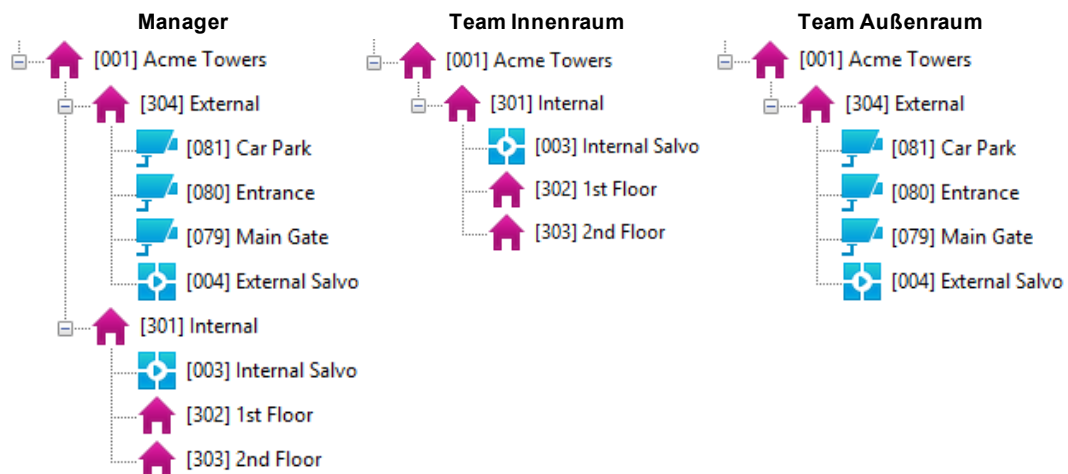 Manager
[001] Acme Towers
[304] External
[081] Car Park
[080] Entrance
[079] Main Gate
[004] External Salvo
[301] Internal
[003] Internal Salvo
[302] 1st Floor
[303] 2nd Floor
Team Innenraum
[001] Acme Towers
[301] Internal
[003] Internal Salvo
[302] 1st Floor
[303] 2nd Floor
Team Außenraum
[001] Acme Towers
[304] External
[081] Car Park
[080] Entrance
[079] Main Gate
[004] External Salvo